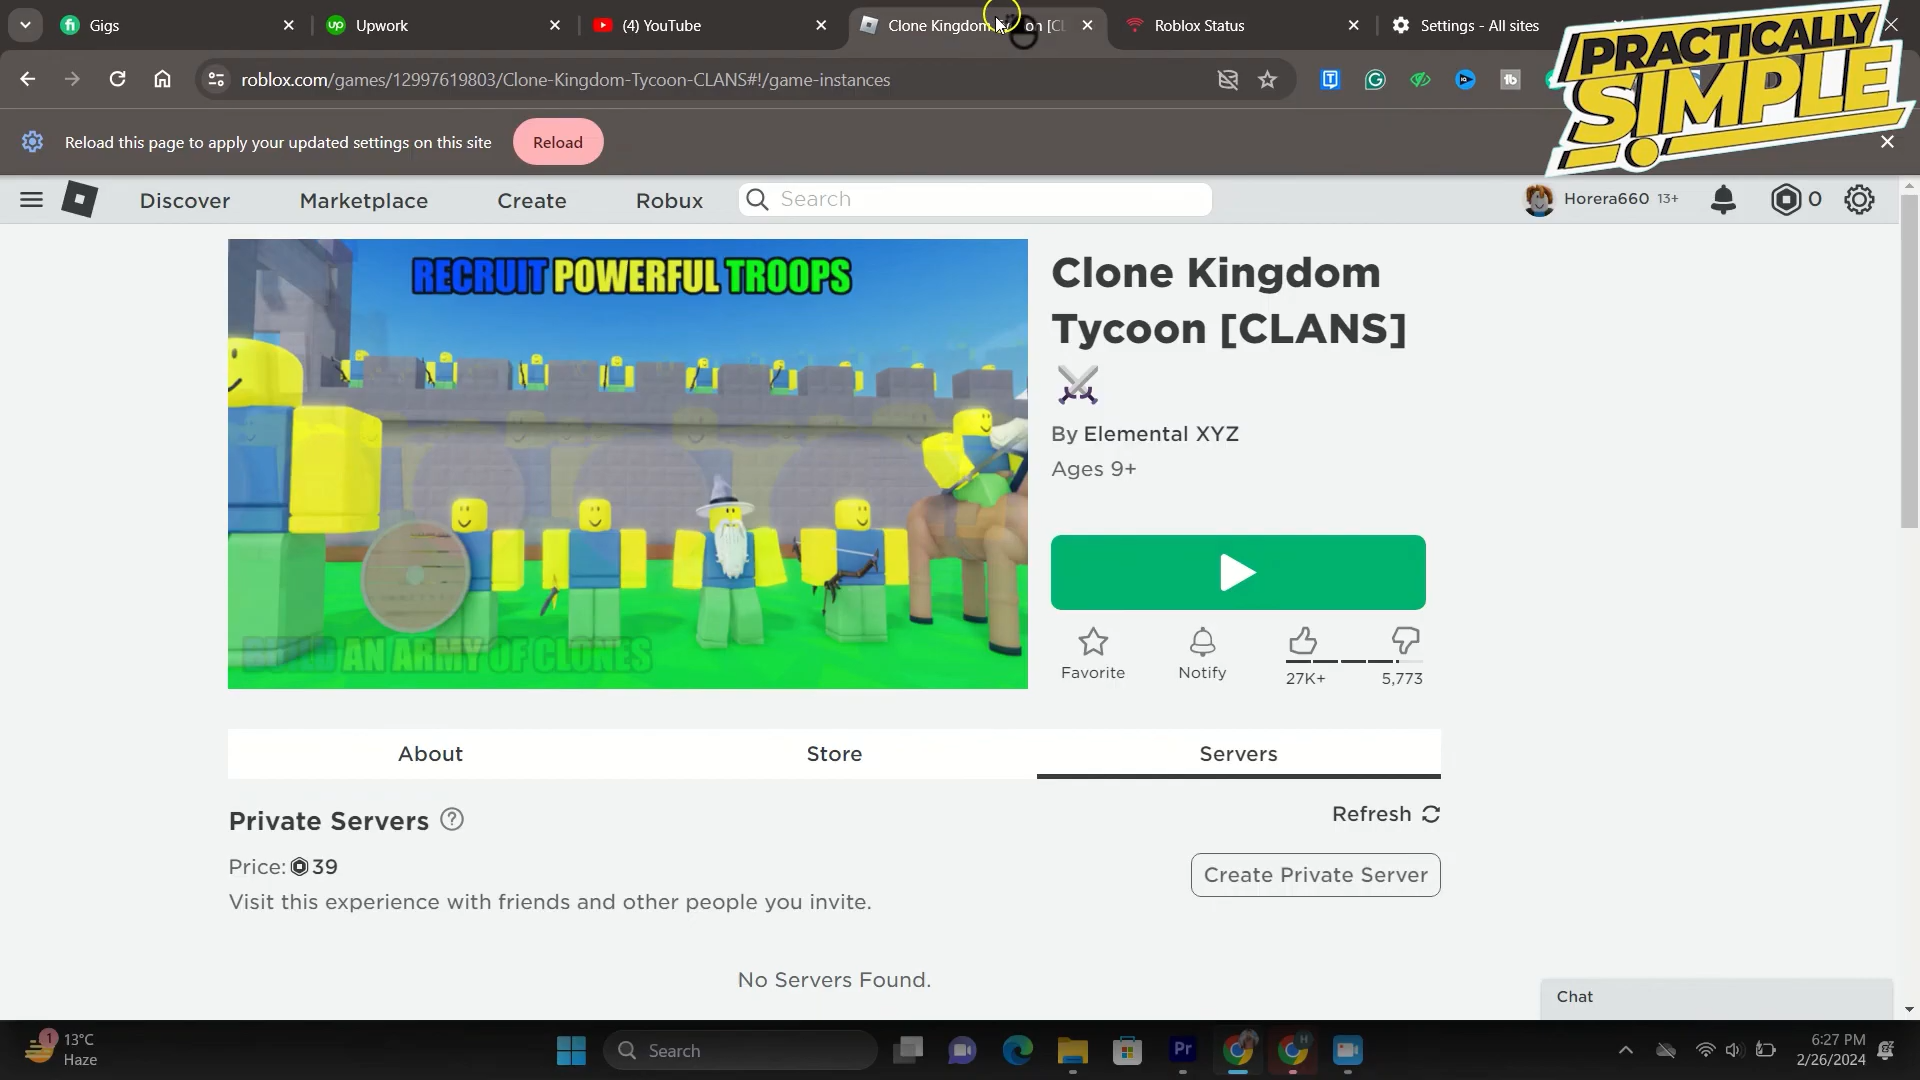 Gigs
Upwork
(4) YouTube
Clone Kingdom
Roblox Status
Settings - All sites
roblox.com/games/12997619803/Clone-Kingdom-Tycoon-CLANS#!/game-instances
PRACTICALLY
SIMPLE
Reload this page to apply your updated settings on this site
Reload
Discover
Marketplace
Create
Robux
Search
Horera660 13+
0
RECRUIT POWERFUL TROOPS
AN ARMY OF CLONES
Clone Kingdom
Tycoon [CLANS]
By Elemental XYZ
Ages 9+
Favorite
Notify
27K+
5,773
About
Store
Servers
Private Servers
Refresh
Price: 39
Create Private Server
Visit this experience with friends and other people you invite.
No Servers Found.
Chat
1
13°C
Haze
Search
Pr
6:27 PM
2/26/2024